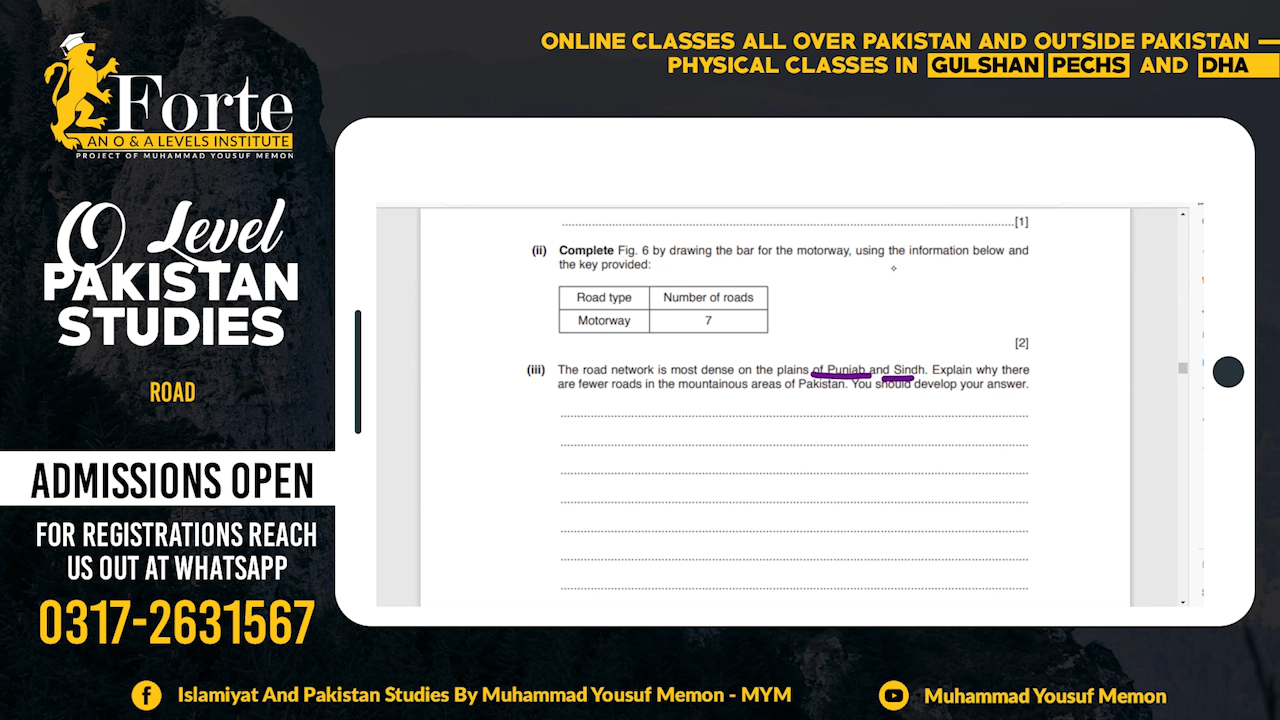 ONLINE CLASSES ALL OVER PAKISTAN AND OUTSIDE PAKISTAN
PHYSICAL CLASSES IN GULSHAN PECHS AND DHA
Forte
AN O & A LEVELS INSTITUTE
PROJECT OF MUHAMMAD YOUSUF MEMON
O Level
PAKISTAN
STUDIES
ROAD
ADMISSIONS OPEN
FOR REGISTRATIONS REACH
US OUT AT WHATSAPP
0317-2631567
[1]
(ii) Complete Fig. 6 by drawing the bar for the motorway, using the information below and
the key provided:
Road type Number of roads
Motorway 7
[2]
(iii) The road network is most dense on the plains of Punjab and Sindh. Explain why there
are fewer roads in the mountainous areas of Pakistan. You should develop your answer.
Islamiyat And Pakistan Studies By Muhammad Yousuf Memon - MYM
Muhammad Yousuf Memon